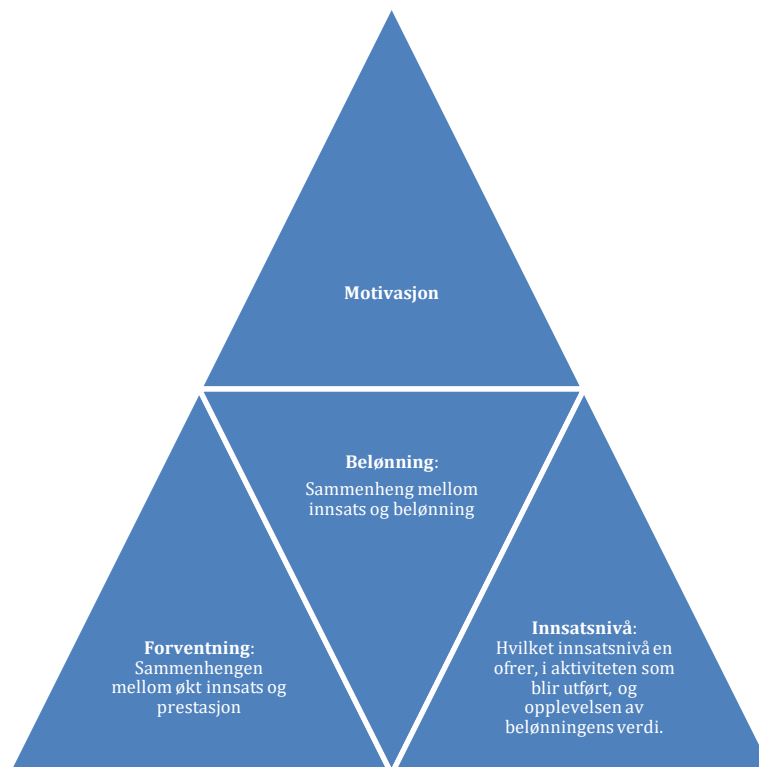 Motivasjon
Belønning:
Sammenheng mellom
innsats og belønning
Forventning:
Sammenhengen
mellom økt innsats og
prestasjon
Innsatsnivå:
Hvilket innsatsnivå en
ofrer, i aktiviteten som
blir utført, og
opplevelsen av
belønningens verdi.